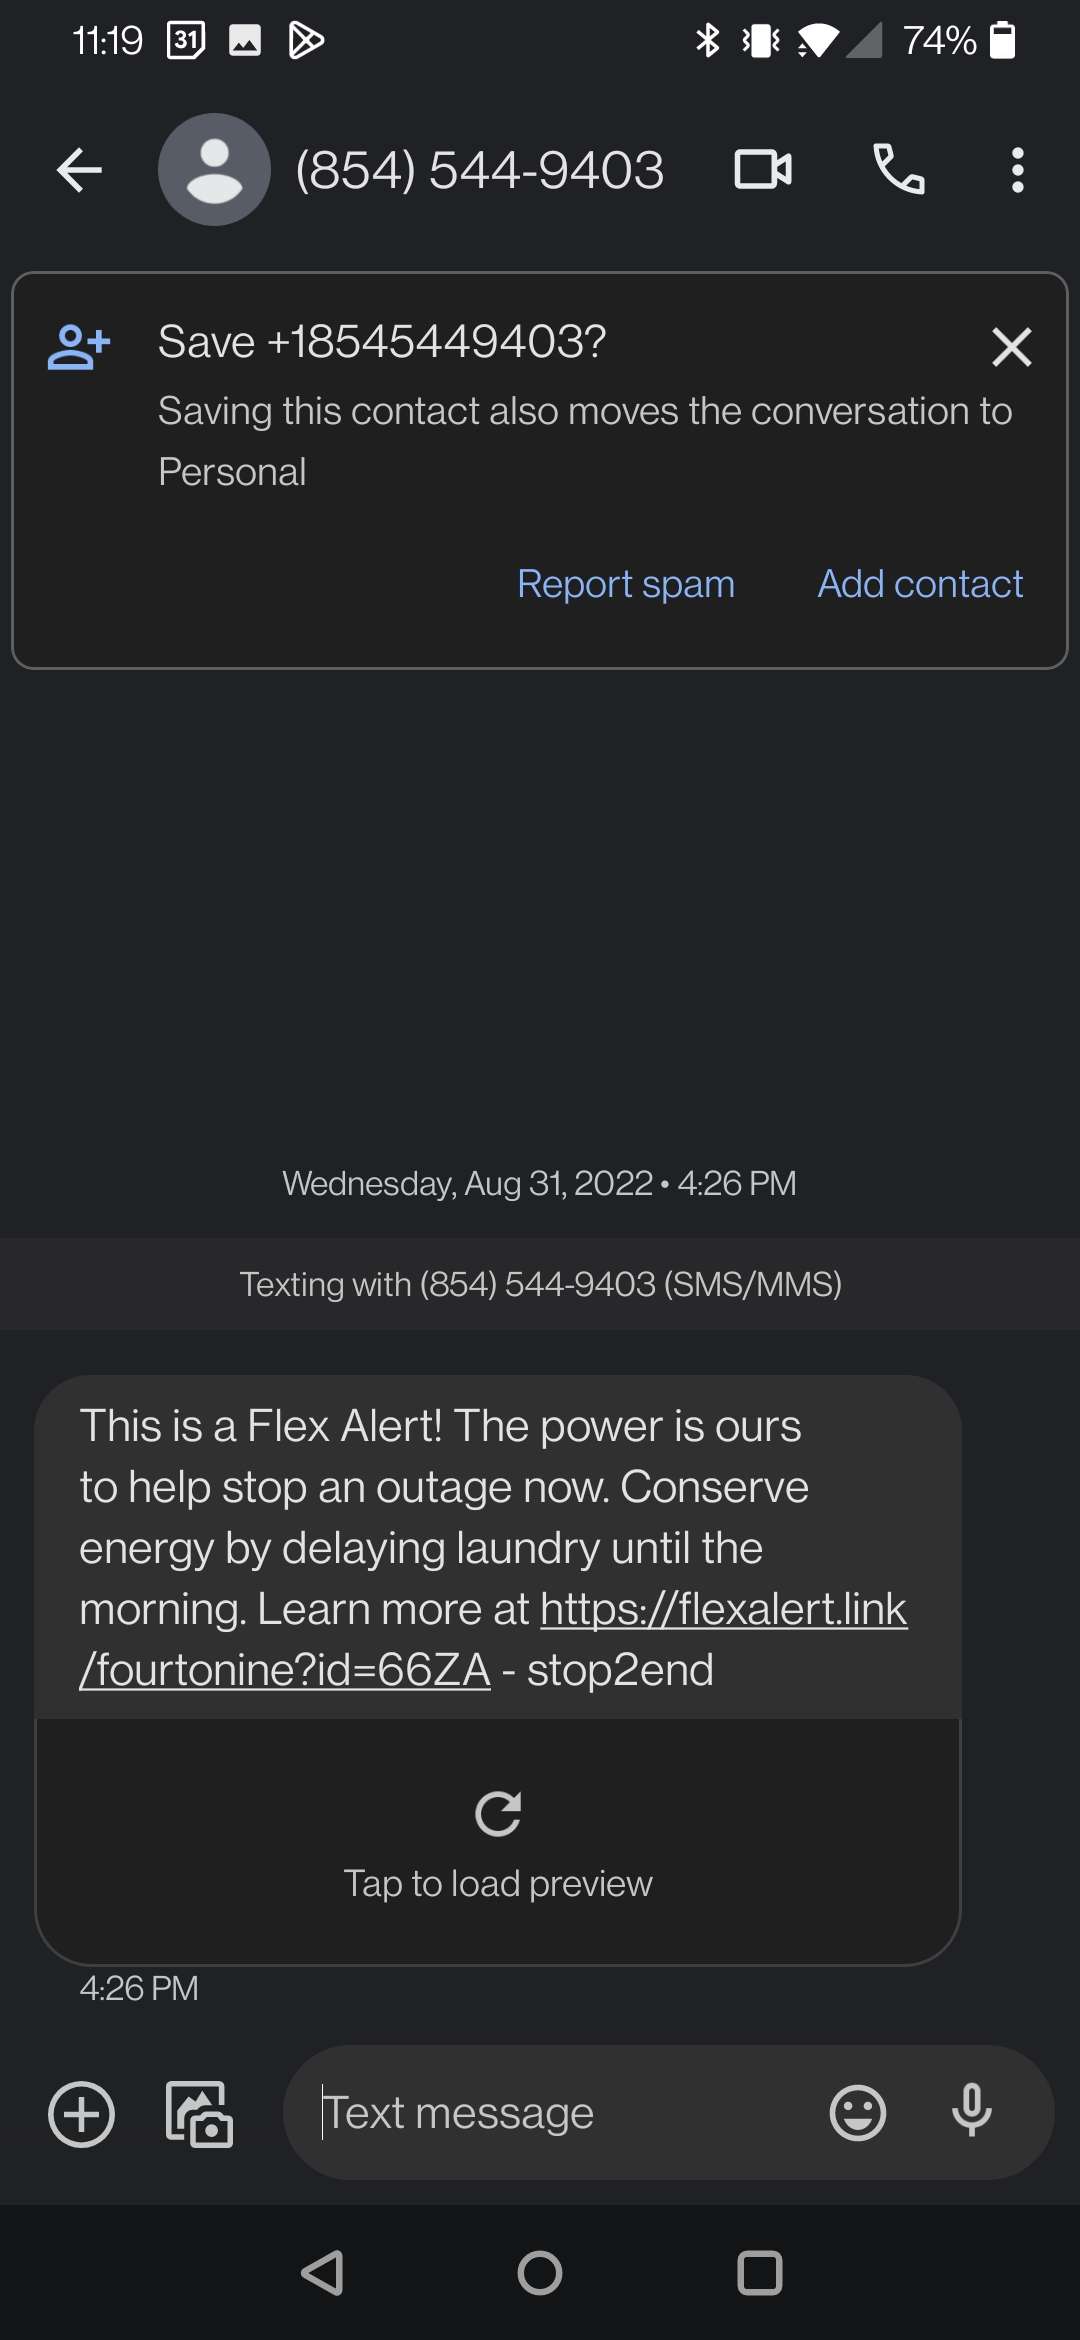 11:19 31 74%
(854) 544-9403
Save +18545449403?
Saving this contact also moves the conversation to
Personal
Report spam Add contact
Wednesday, Aug 31, 2022 • 4:26 PM
Texting with (854) 544-9403 (SMS/MMS)
This is a Flex Alert! The power is ours
to help stop an outage now. Conserve
energy by delaying laundry until the
morning. Learn more at https://flexalert.link
/fourtonine?id=66ZA - stop2end
Tap to load preview
4:26 PM
Text message